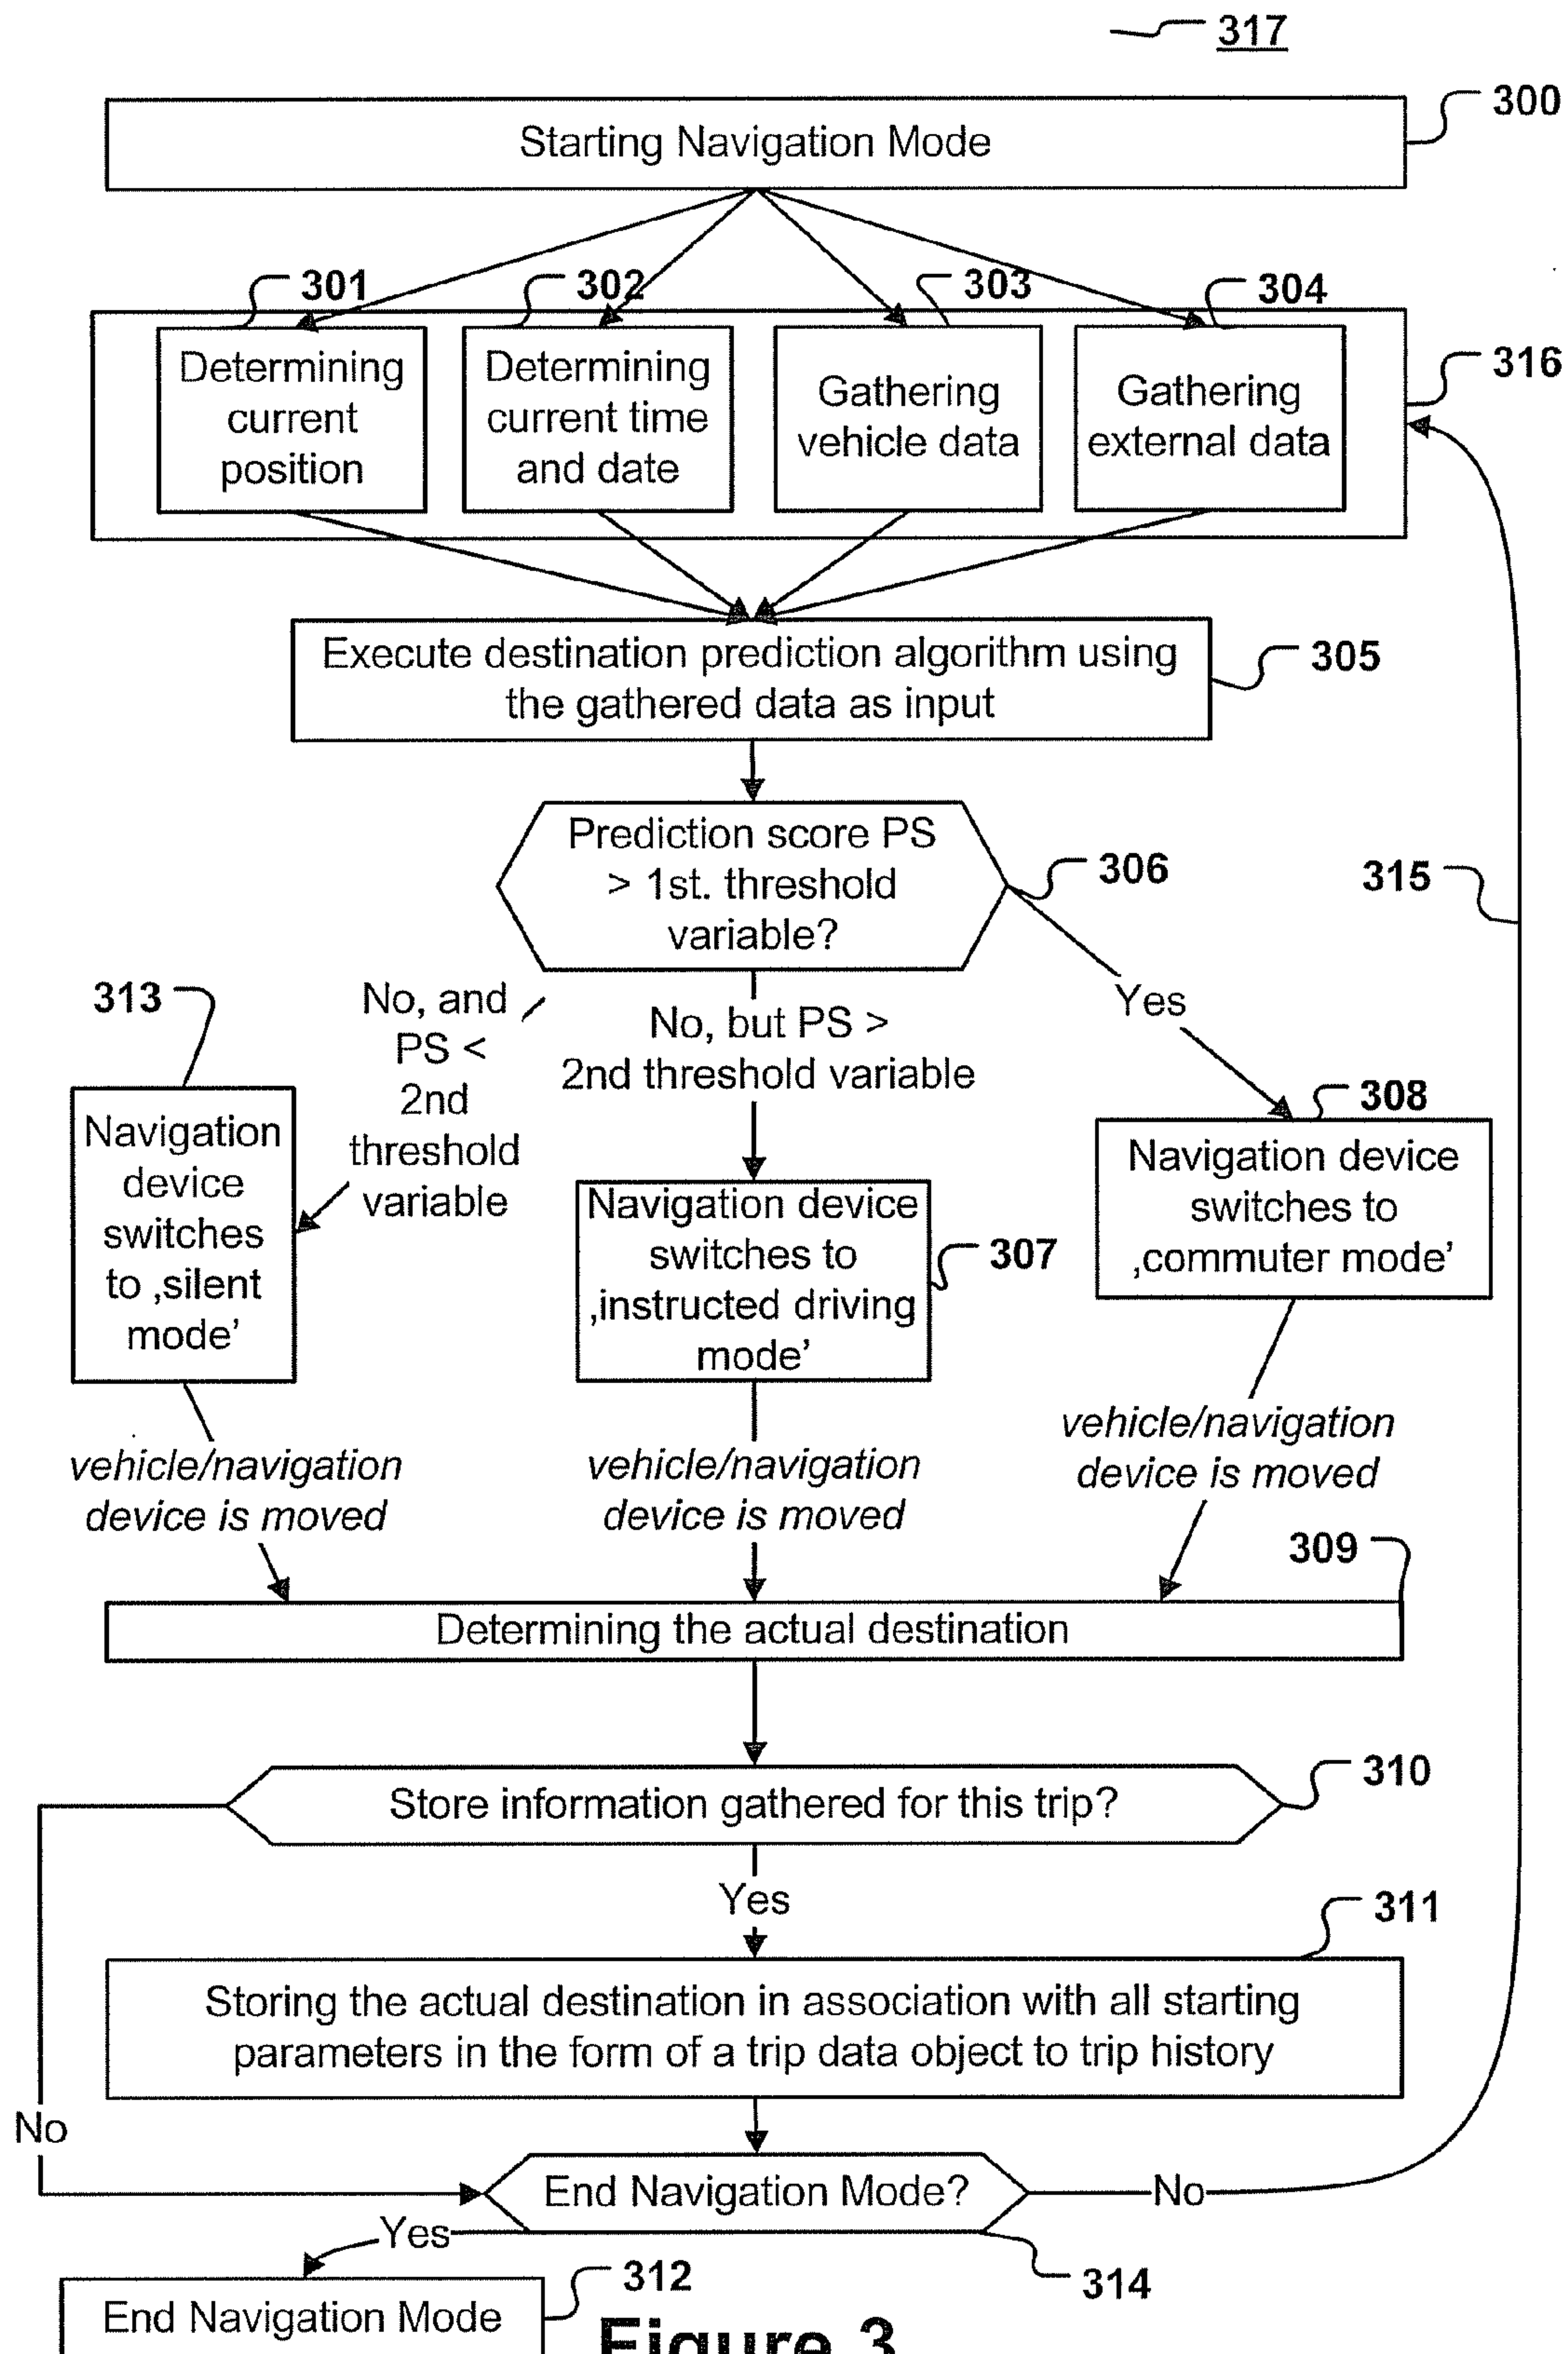 317
300
Starting Navigation Mode
301
302
303
304
316
Determining
current
position
Determining
current time
and date
Gathering
vehicle data
Gathering
external data
Execute destination prediction algorithm using
the gathered data as input
305
Prediction score PS
> 1st. threshold
variable?
306
315
313
No, and
PS <
2nd
threshold
variable
No, but PS >
2nd threshold variable
Yes
308
Navigation
device
switches
to ‚silent
mode’
Navigation device
switches to
‚instructed driving
mode’
307
Navigation device
switches to
‚commuter mode’
vehicle/navigation
device is moved
vehicle/navigation
device is moved
vehicle/navigation
device is moved
309
Determining the actual destination
310
Store information gathered for this trip?
Yes
311
Storing the actual destination in association with all starting
parameters in the form of a trip data object to trip history
No
End Navigation Mode?
No
Yes
314
312
End Navigation Mode
Figure 3